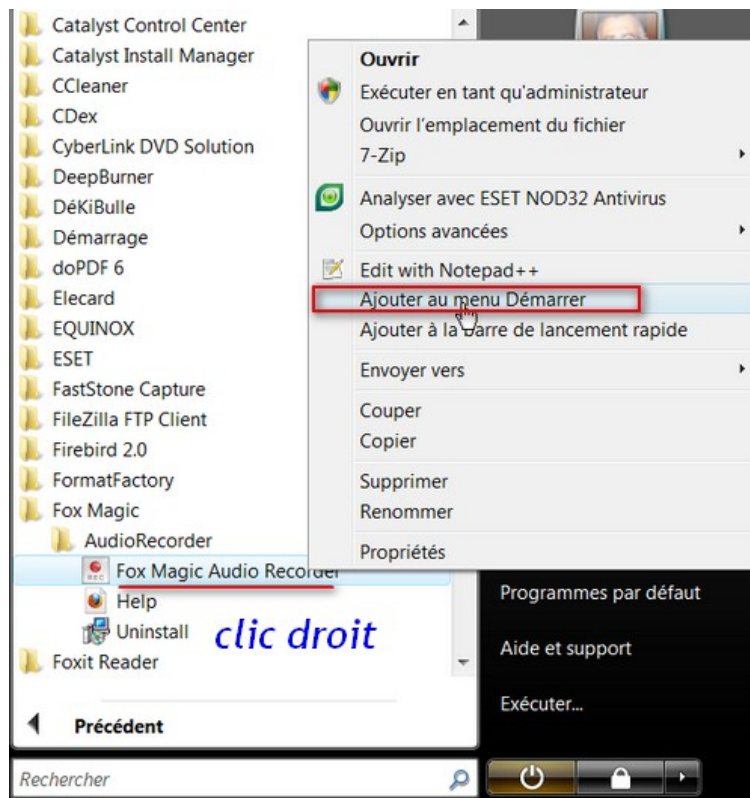 Catalyst Control Center
Catalyst Install Manager
CCleaner
CDex
CyberLink DVD Solution
DeepBurner
DéKiBulle
Démarrage
doPDF 6
Elecard
EQUINOX
ESET
FastStone Capture
FileZilla FTP Client
Firebird 2.0
FormatFactory
Fox Magic
AudioRecorder
Fox Magic Audio Recorder
Help
Uninstall
clic droit
Foxit Reader
Précédent
Rechercher
Ouvrir
Exécuter en tant qu'administrateur
Ouvrir l'emplacement du fichier
7-Zip
Analyser avec ESET NOD32 Antivirus
Options avancées
Edit with Notepad++
Ajouter au menu Démarrer
Ajouter à la barre de lancement rapide
Envoyer vers
Couper
Copier
Supprimer
Renommer
Propriétés
Programmes par défaut
Aide et support
Exécuter...